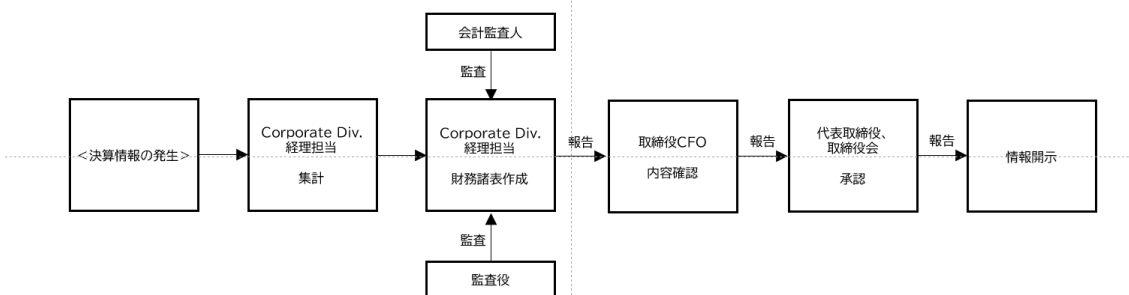 会計監査人
監査
＜決算情報の発生＞
Corporate Div.
経理担当
集計
Corporate Div.
経理担当
財務諸表作成
報告
取締役CFO
内容確認
報告
代表取締役、
取締役会
承認
報告
情報開示
監査
監査役